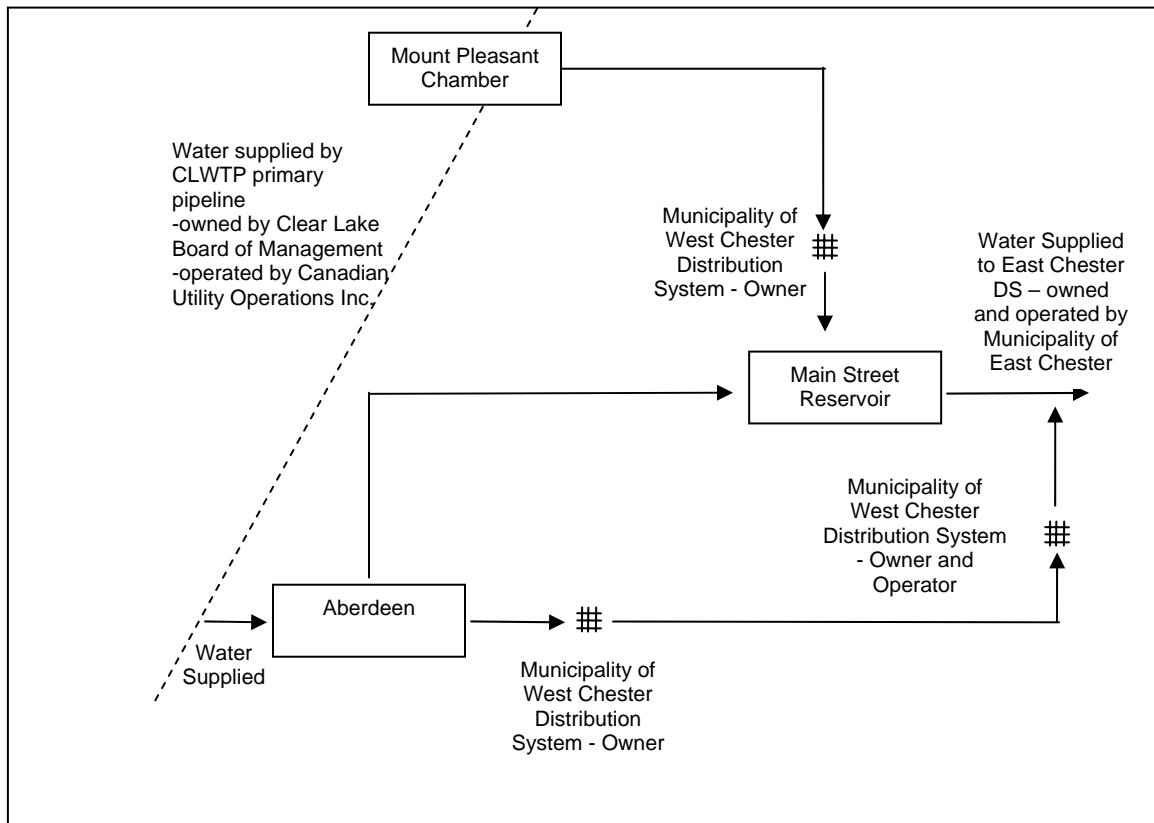 Mount Pleasant
Chamber
Water supplied by
CLWTP primary
pipeline
-owned by Clear Lake
Board of Management
-operated by Canadian
Utility Operations Inc.
Municipality of
West Chester
Distribution
System - Owner
Water Supplied
to East Chester
DS – owned
and operated by
Municipality of
East Chester
Main Street
Reservoir
Municipality of
West Chester
Distribution System
- Owner and
Operator
Aberdeen
Water
Supplied
Municipality of
West Chester
Distribution
System - Owner